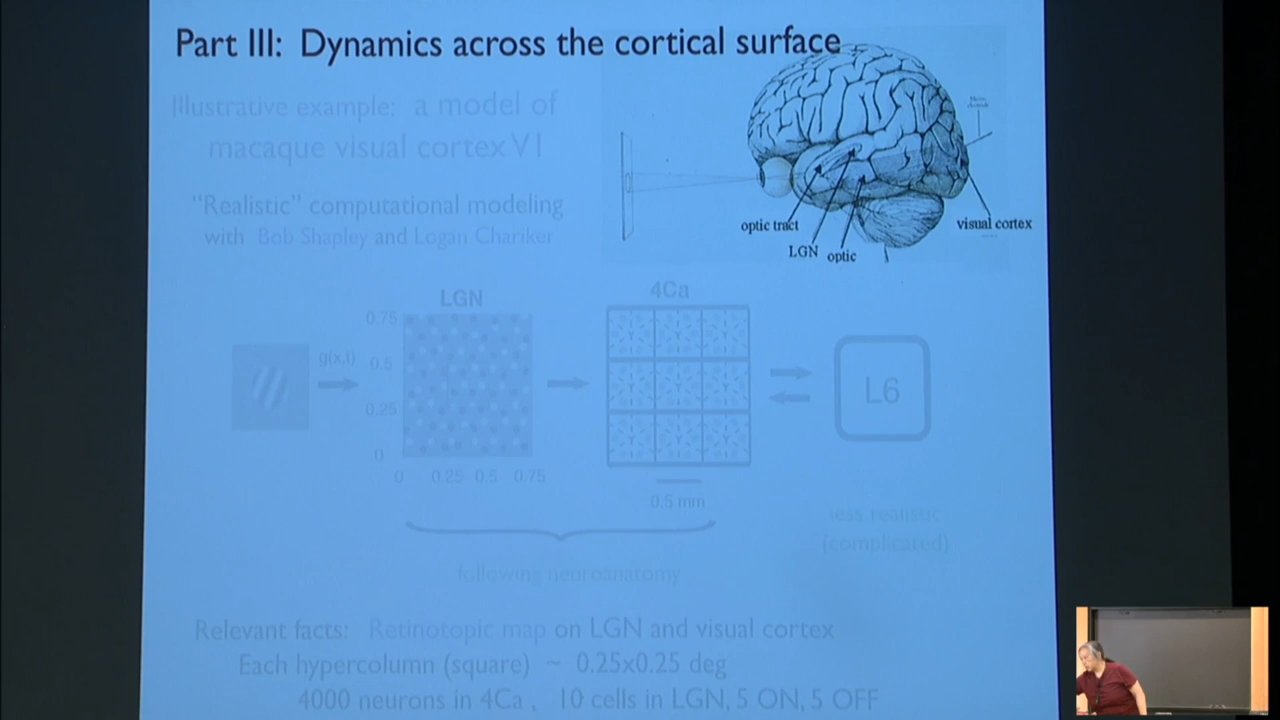 Part III: Dynamics across the cortical surface
Illustrative example: a model of
macaque visual cortex V1
"Realistic" computational modeling
with Bob Shapley and Logan Chariker
optic tract
LGN
optic
visual cortex
LGN
4Ca
0.75
0.5
0.25
0
g(x,t)
0 0.25 0.5 0.75
0.5 mm
L6
less realistic
(complicated)
following neuroanatomy
Relevant facts: Retinotopic map on LGN and visual cortex
Each hypercolumn (square) ~ 0.25x0.25 deg
4000 neurons in 4Ca , 10 cells in LGN, 5 ON, 5 OFF